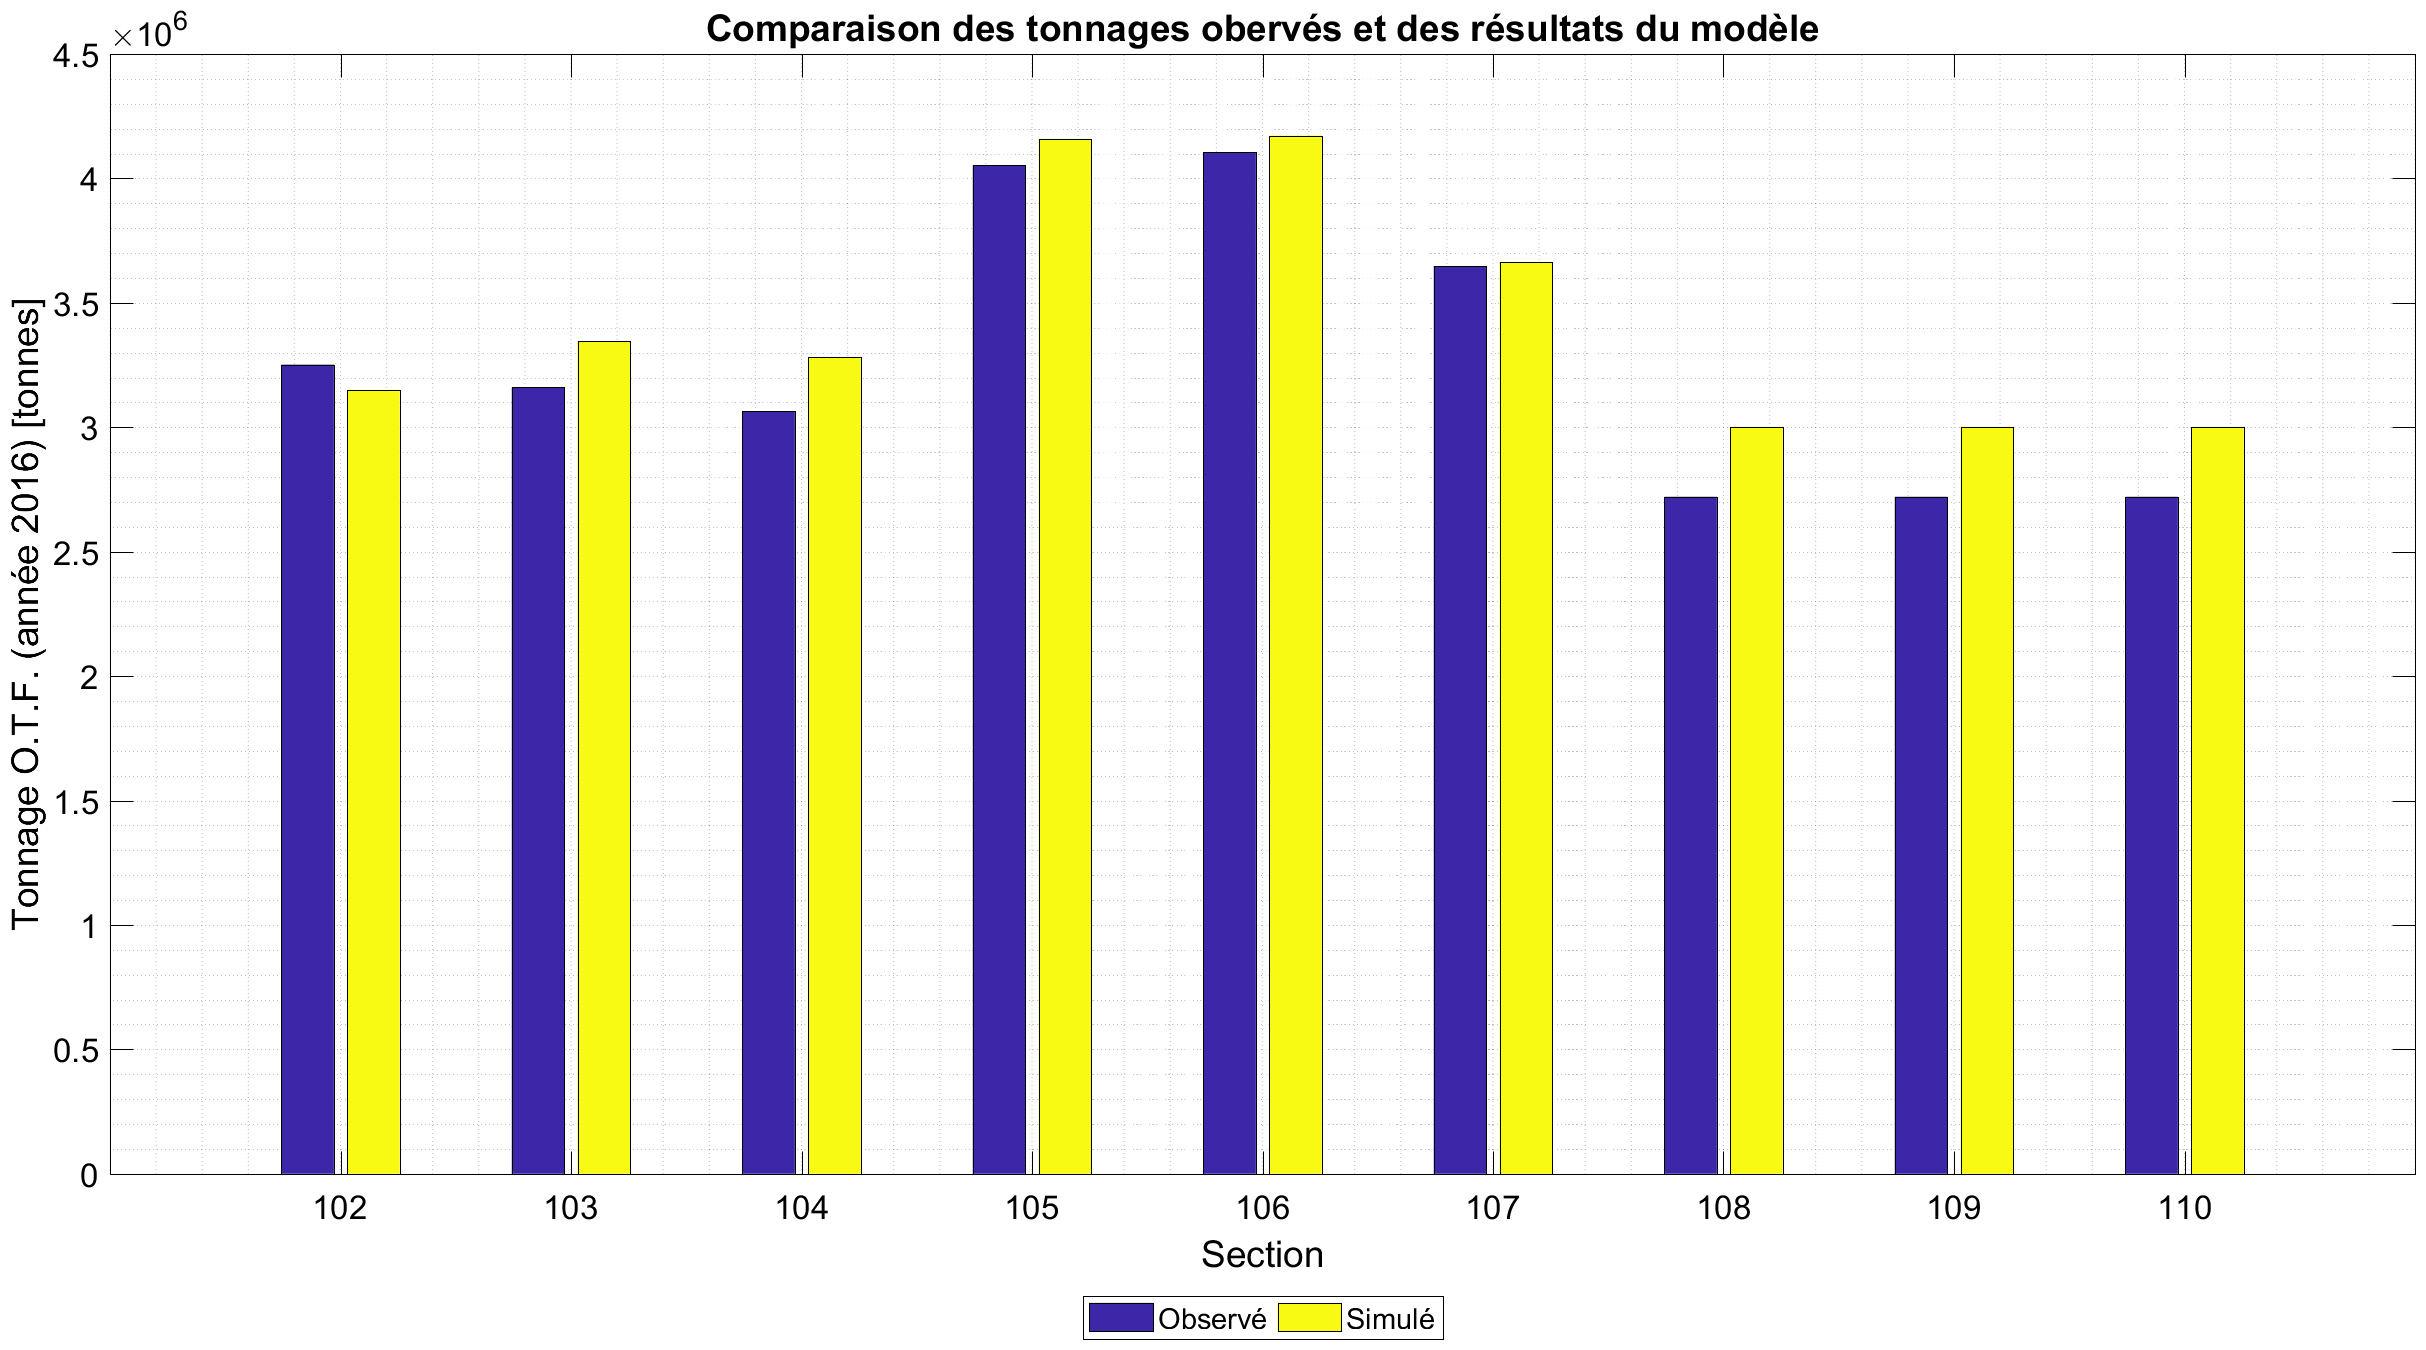 Comparaison des tonnages obervés et des résultats du modèle
×10⁶
4.5
4
3.5
3
2.5
2
1.5
1
0.5
0
Tonnage O.T.F. (année 2016) [tonnes]
102 103 104 105 106 107 108 109 110
Section
Observé Simulé